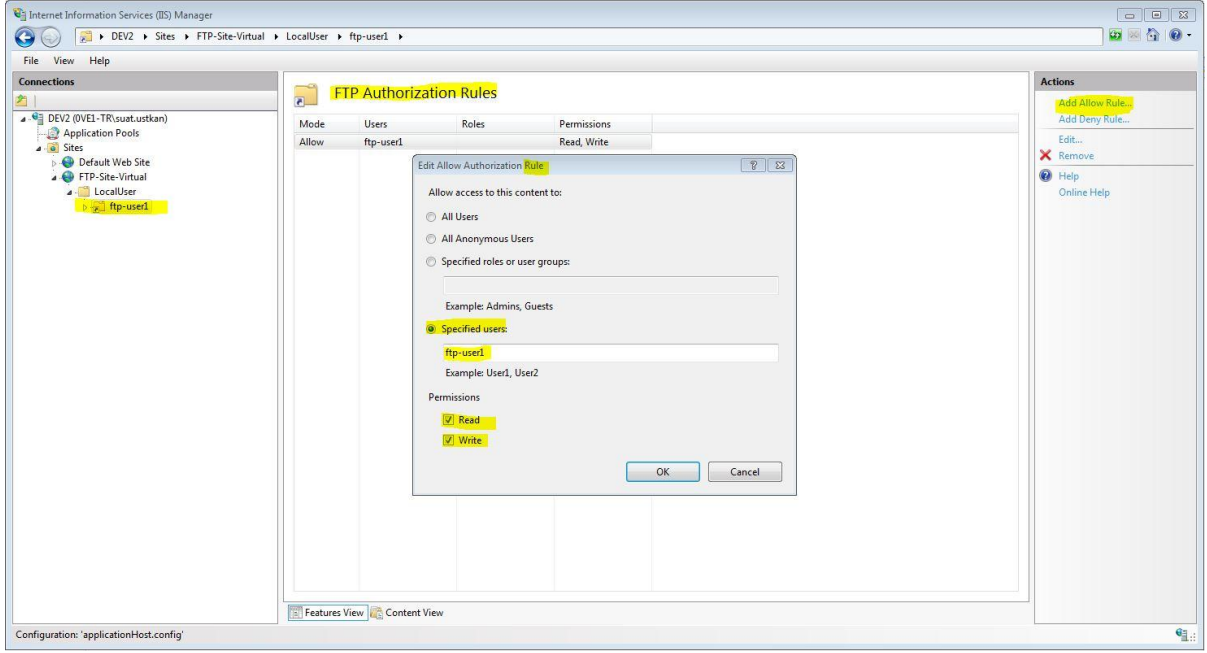 Internet Information Services (IIS) Manager
DEV2 Sites FTP-Site-Virtual LocalUser ftp-user1
File View Help
Connections
DEV2 (0VE1-TR\suat.ustkan)
Application Pools
Sites
Default Web Site
FTP-Site-Virtual
LocalUser
ftp-user1
FTP Authorization Rules
Mode Users Roles Permissions
Allow ftp-user1 Read, Write
Edit Allow Authorization Rule
Allow access to this content to:
All Users
All Anonymous Users
Specified roles or user groups:
Example: Admins, Guests
Specified users:
ftp-user1
Example: User1, User2
Permissions
Read
Write
OK Cancel
Features View Content View
Actions
Add Allow Rule...
Add Deny Rule...
Edit...
Remove
Help
Online Help
Configuration: 'applicationHost.config'